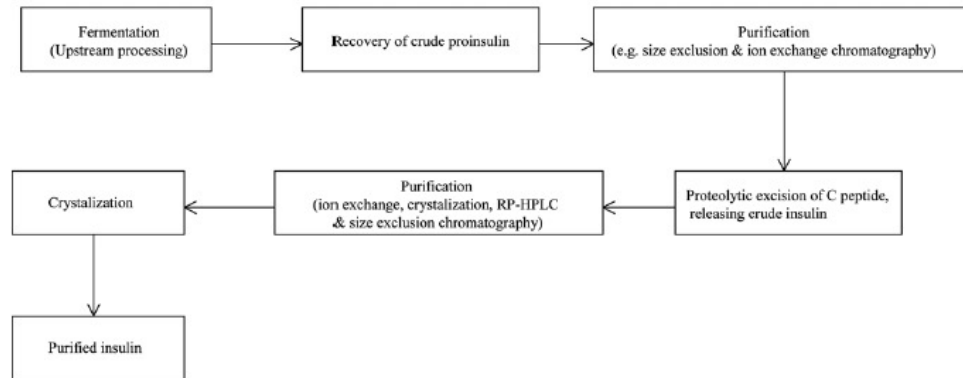 Fermentation
(Upstream processing)
Recovery of crude proinsulin
Purification
(e.g. size exclusion & ion exchange chromatography)
Proteolytic excision of C peptide,
releasing crude insulin
Purification
(ion exchange, crystalization, RP-HPLC
& size exclusion chromatography)
Crystalization
Purified insulin